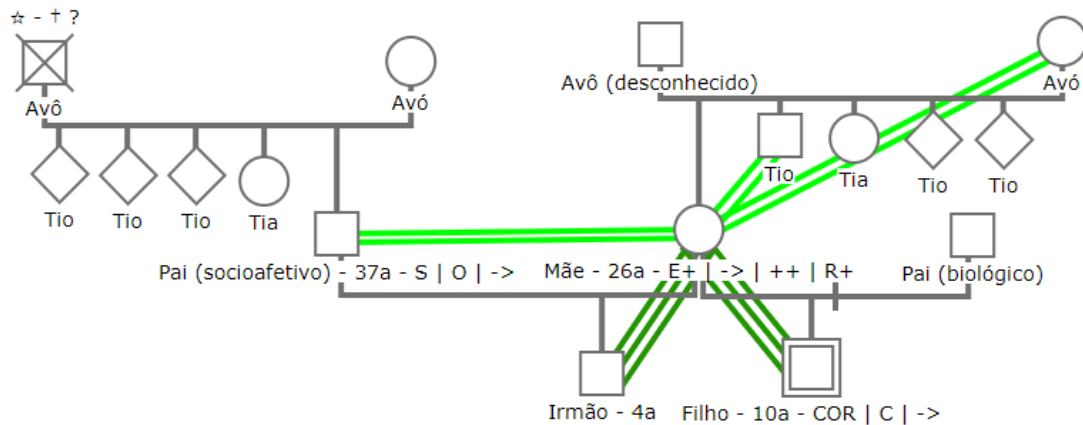 ☆ - † ?
Avô
Avó
Avô (desconhecido)
Avó
Tio
Tio
Tio
Tia
Tio
Tia
Tio
Tio
Pai (socioafetivo) - 37a - S | O | ->
Mãe - 26a - E+ | -> | ++ | R+
Pai (biológico)
Irmão - 4a
Filho - 10a - COR | C | ->